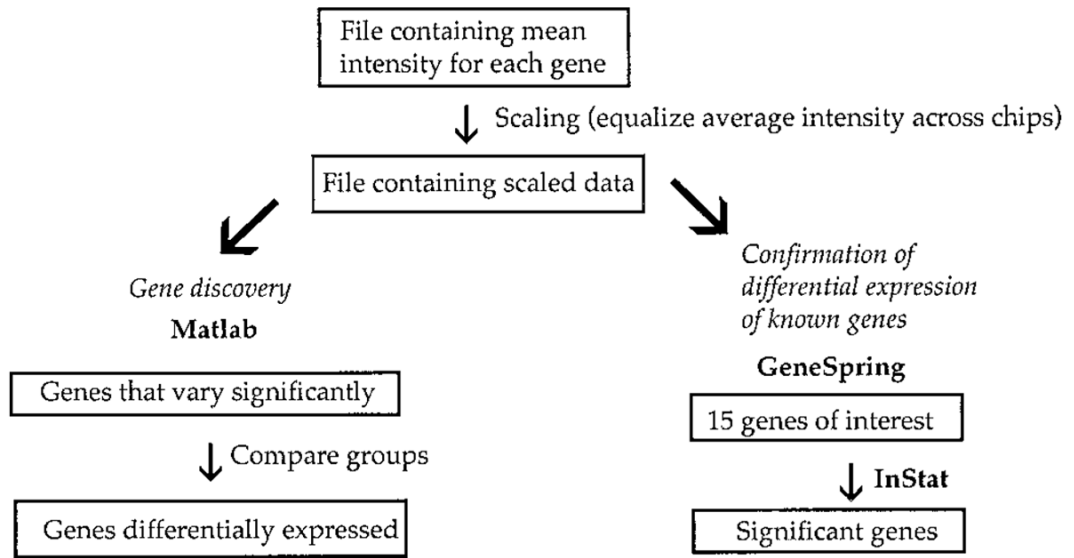 File containing mean
intensity for each gene
Scaling (equalize average intensity across chips)
File containing scaled data
Gene discovery
Matlab
Genes that vary significantly
Compare groups
Genes differentially expressed
Confirmation of
differential expression
of known genes
GeneSpring
15 genes of interest
InStat
Significant genes